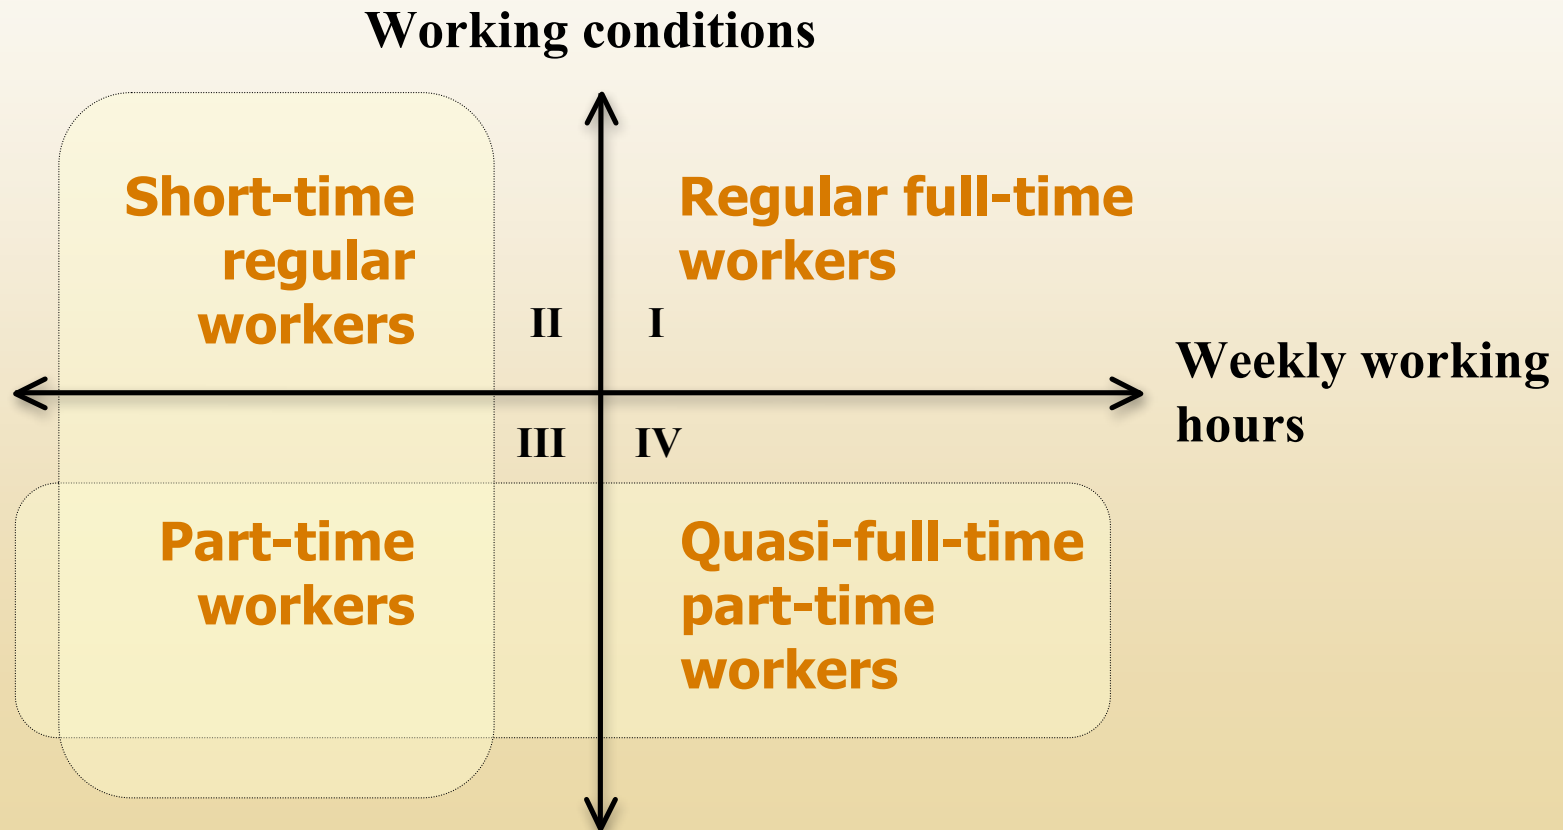 Working conditions
Short-time
regular
workers
Regular full-time
workers
II
I
Weekly working
hours
III
IV
Part-time
workers
Quasi-full-time
part-time
workers